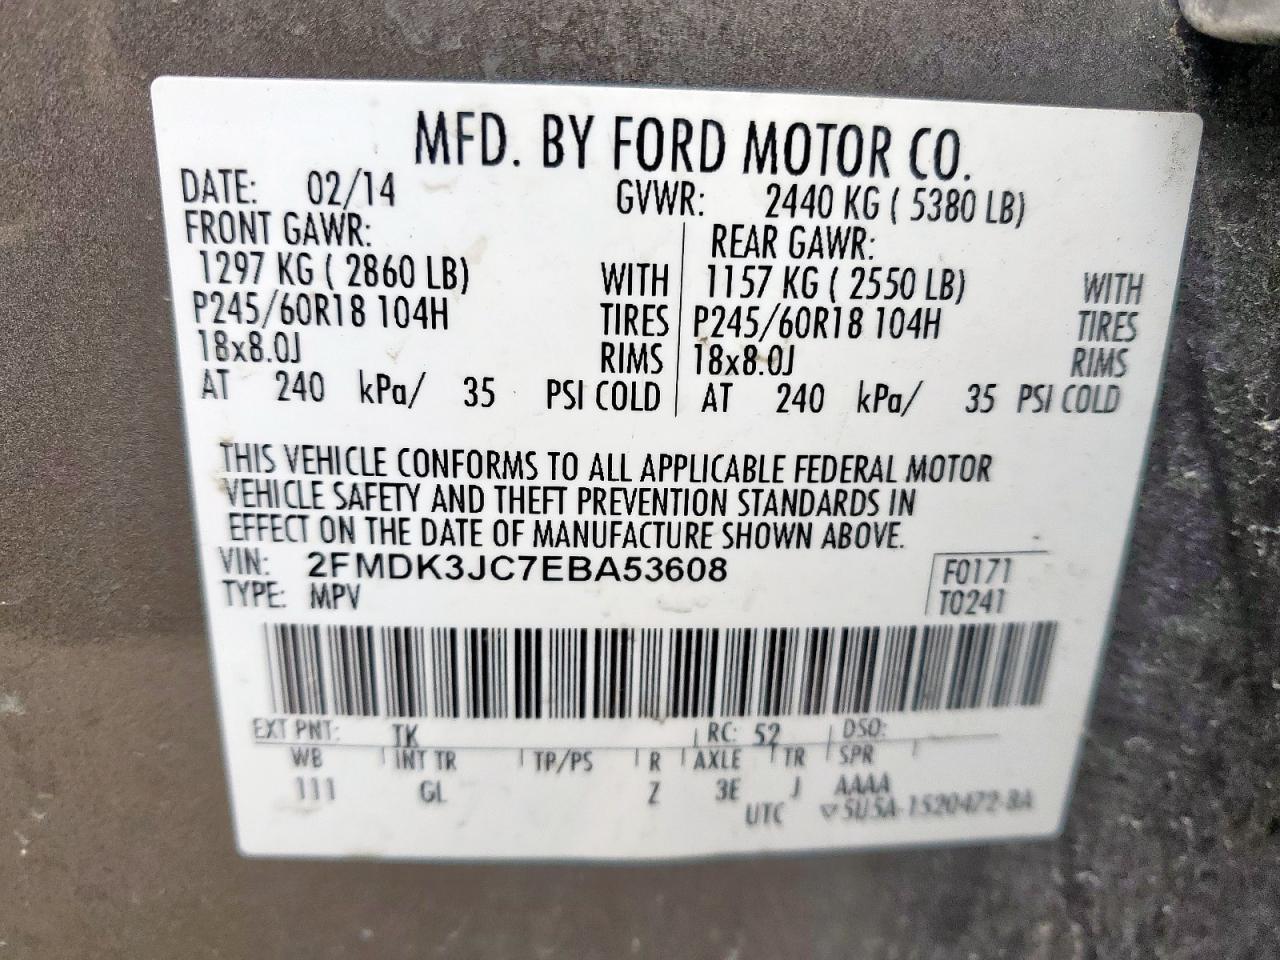 MFD. BY FORD MOTOR CO.
DATE: 02/14 GVWR: 2440 KG ( 5380 LB)
FRONT GAWR: REAR GAWR:
1297 KG ( 2860 LB) WITH 1157 KG ( 2550 LB) WITH
P245/60R18 104H TIRES P245/60R18 104H TIRES
18x8.0J RIMS 18x8.0J RIMS
AT 240 kPa/ 35 PSI COLD AT 240 kPa/ 35 PSI COLD
THIS VEHICLE CONFORMS TO ALL APPLICABLE FEDERAL MOTOR
VEHICLE SAFETY AND THEFT PREVENTION STANDARDS IN
EFFECT ON THE DATE OF MANUFACTURE SHOWN ABOVE.
VIN: 2FMDK3JC7EBA53608 F0171
TYPE: MPV T0241
EXT PNT: TK RC: 52 DSO:
WB INT TR TP/PS R AXLE TR SPR
111 GL Z 3E J AAAA
UTC ▽5U5A-1520472-BA